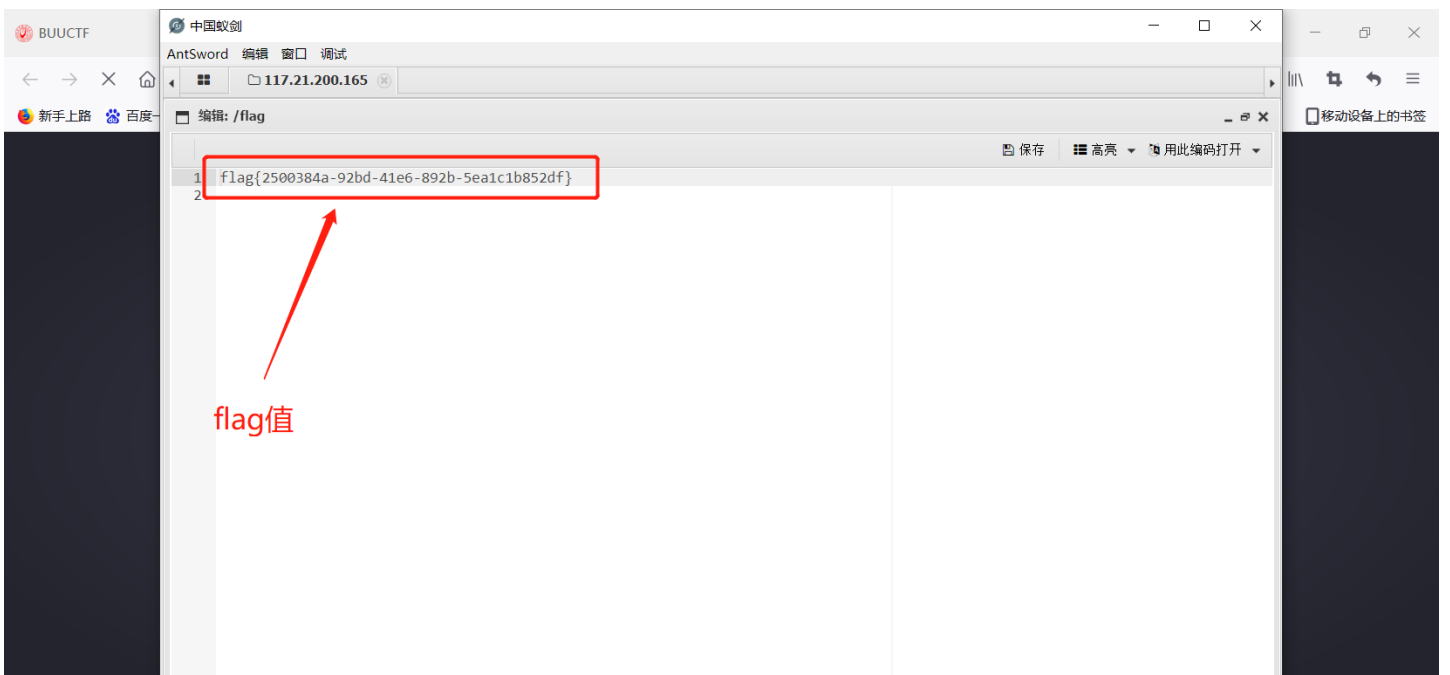 BUUCTF
中国蚁剑
AntSword 编辑 窗口 调试
117.21.200.165
新手上路 百度一
移动设备上的书签
编辑: /flag
保存 高亮 用此编码打开
1 flag{2500384a-92bd-41e6-892b-5ea1c1b852df}
2
flag值